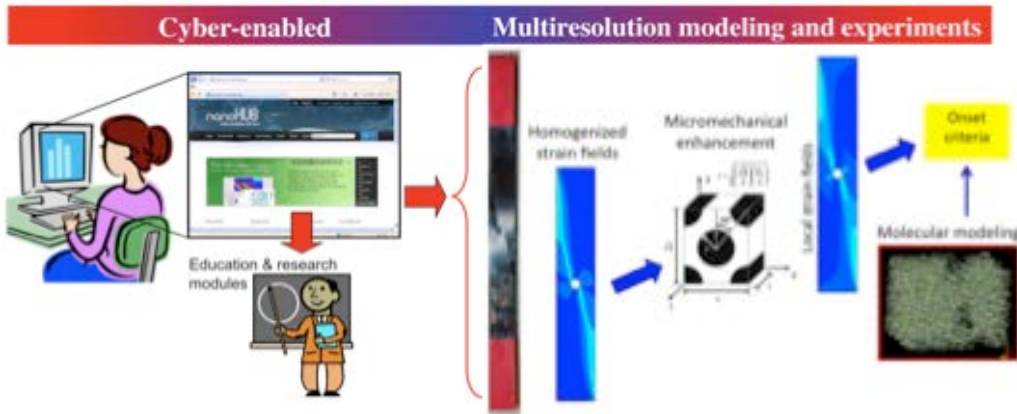 Cyber-enabled
Multiresolution modeling and experiments
nanoHUB
Education & research
modules
Homogenized
strain fields
Micromechanical
enhancement
Local strain fields
Onset
criteria
Molecular modeling